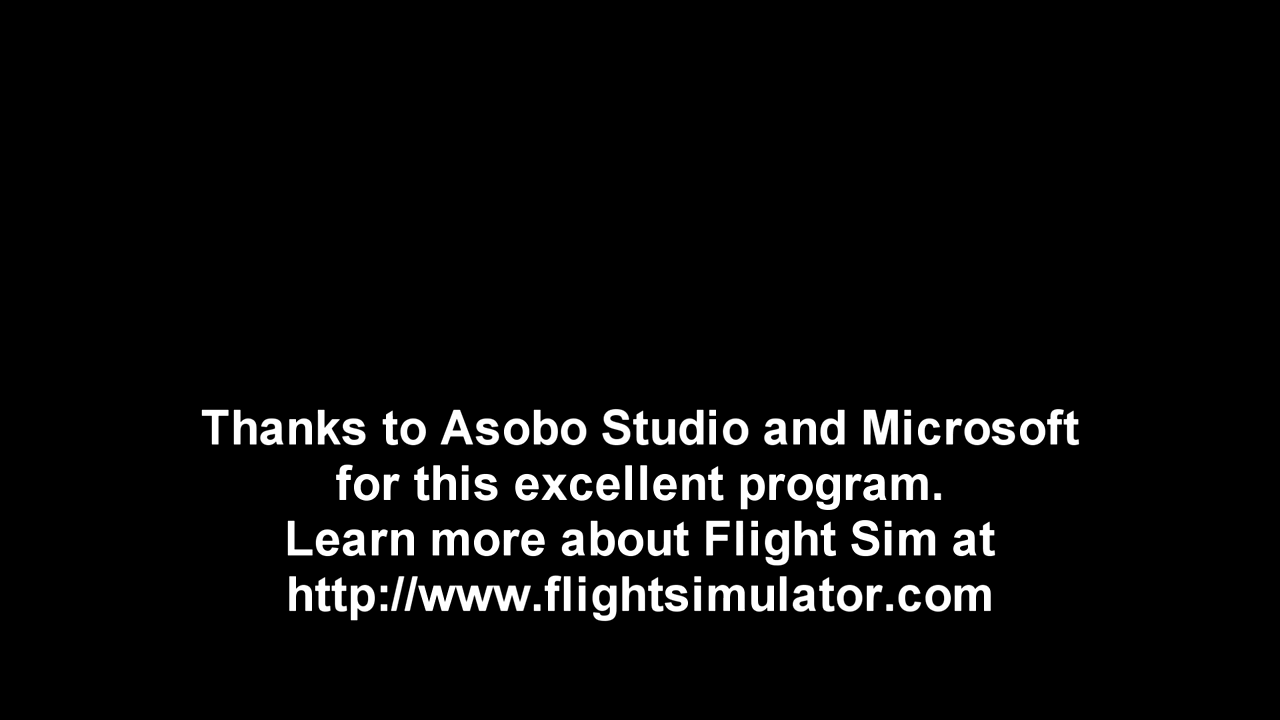 Thanks to Asobo Studio and Microsoft
for this excellent program.
Learn more about Flight Sim at
http://www.flightsimulator.com